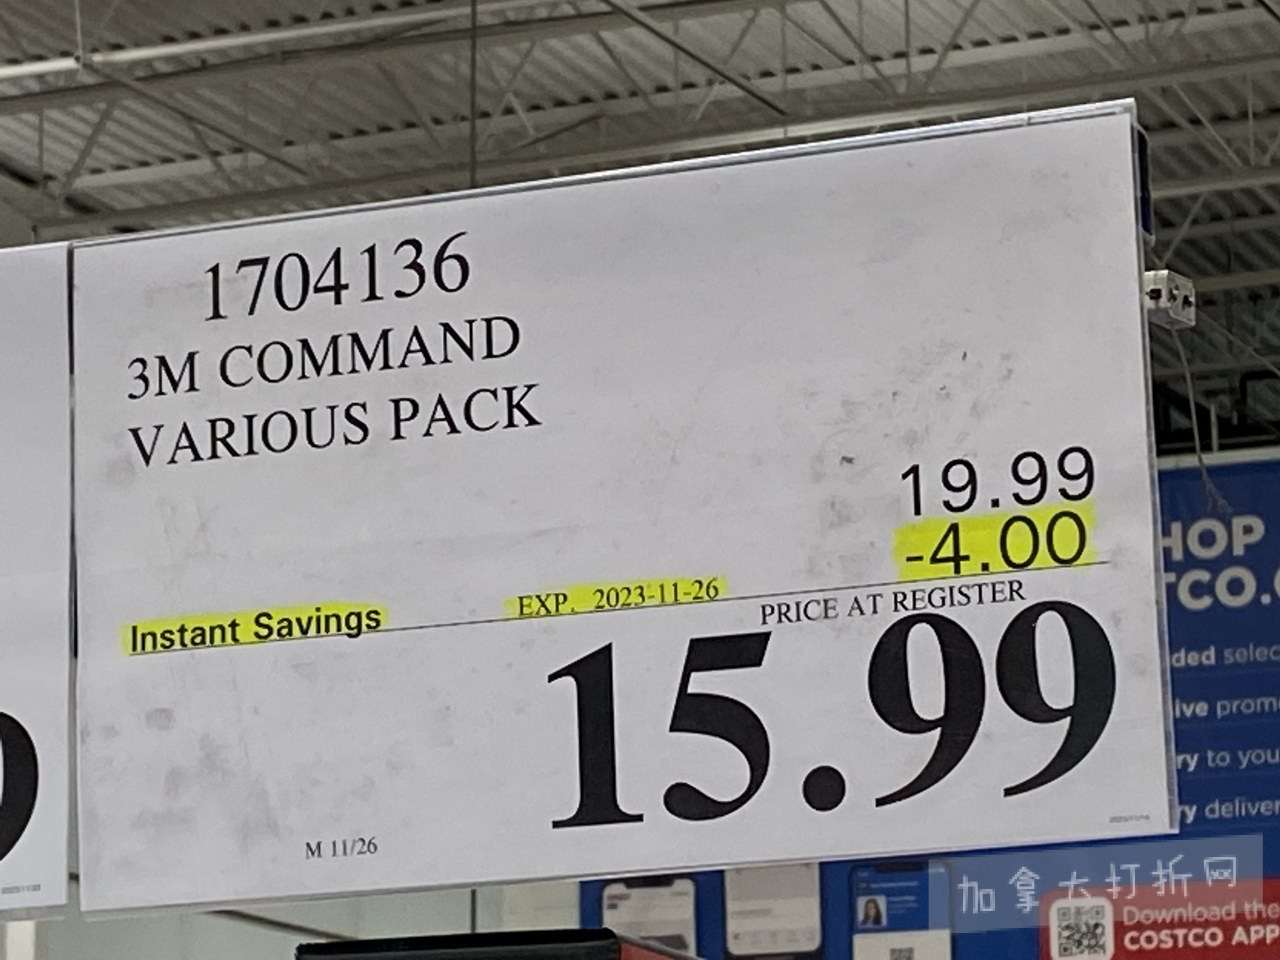 1704136
3M COMMAND
VARIOUS PACK
19.99
-4.00
Instant Savings
EXP. 2023-11-26
PRICE AT REGISTER
15.99
M 11/26
HOP
TCO.
ded selec
ive prom
ry to you
ry deliver
加拿大打折网
Download the
COSTCO APP